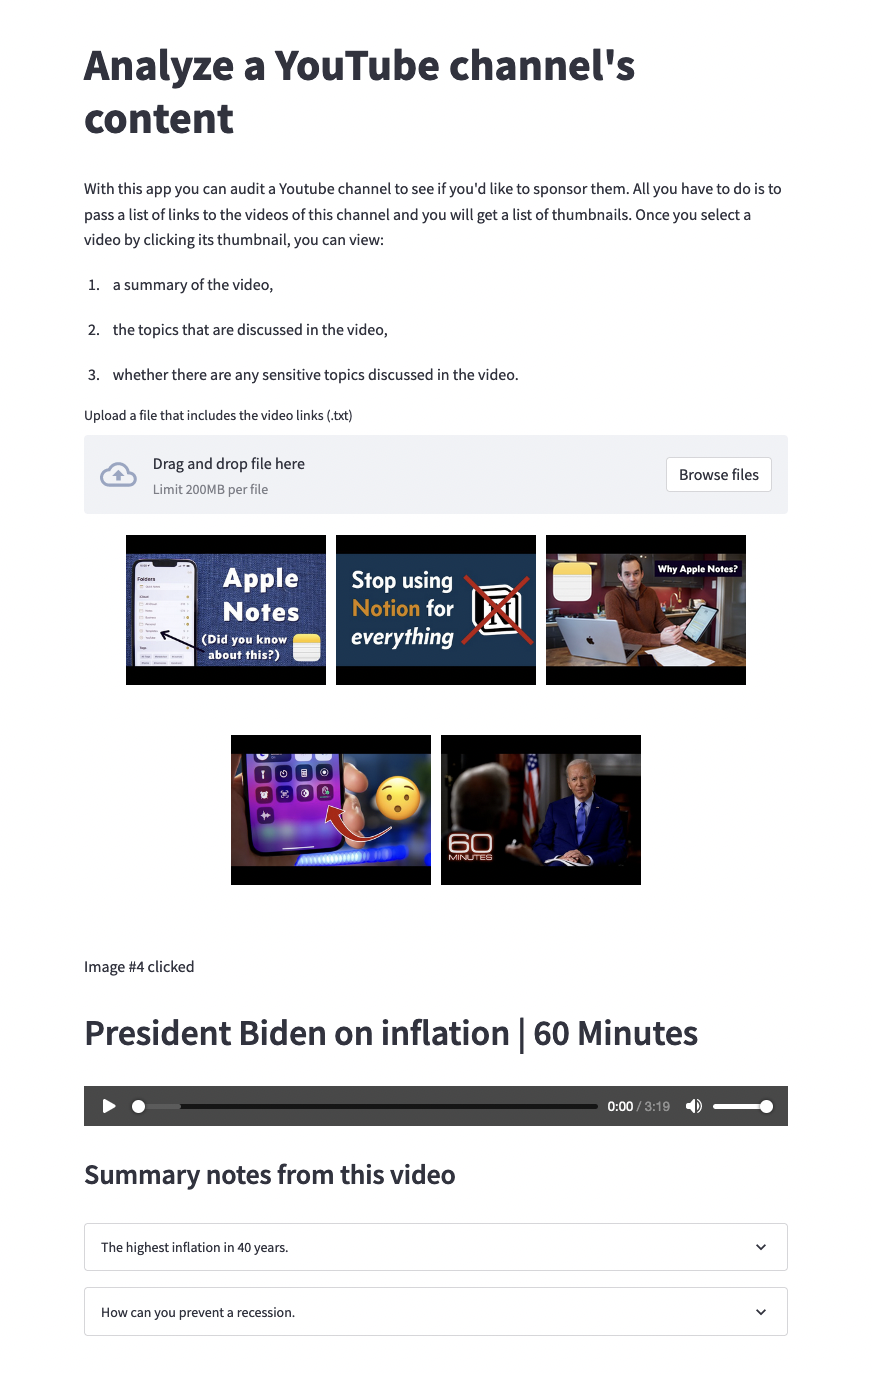 Analyze a YouTube channel's
content
With this app you can audit a Youtube channel to see if you'd like to sponsor them. All you have to do is to
pass a list of links to the videos of this channel and you will get a list of thumbnails. Once you select a
video by clicking its thumbnail, you can view:
1. a summary of the video,
2. the topics that are discussed in the video,
3. whether there are any sensitive topics discussed in the video.
Upload a file that includes the video links (.txt)
Drag and drop file here
Limit 200MB per file
Browse files
Folders
Apple
Notes
(Did you know
about this?)
Stop using
Notion for
everything
N
Why Apple Notes?
60
MINUTES
Image #4 clicked
President Biden on inflation | 60 Minutes
0:00 / 3:19
Summary notes from this video
The highest inflation in 40 years.
How can you prevent a recession.